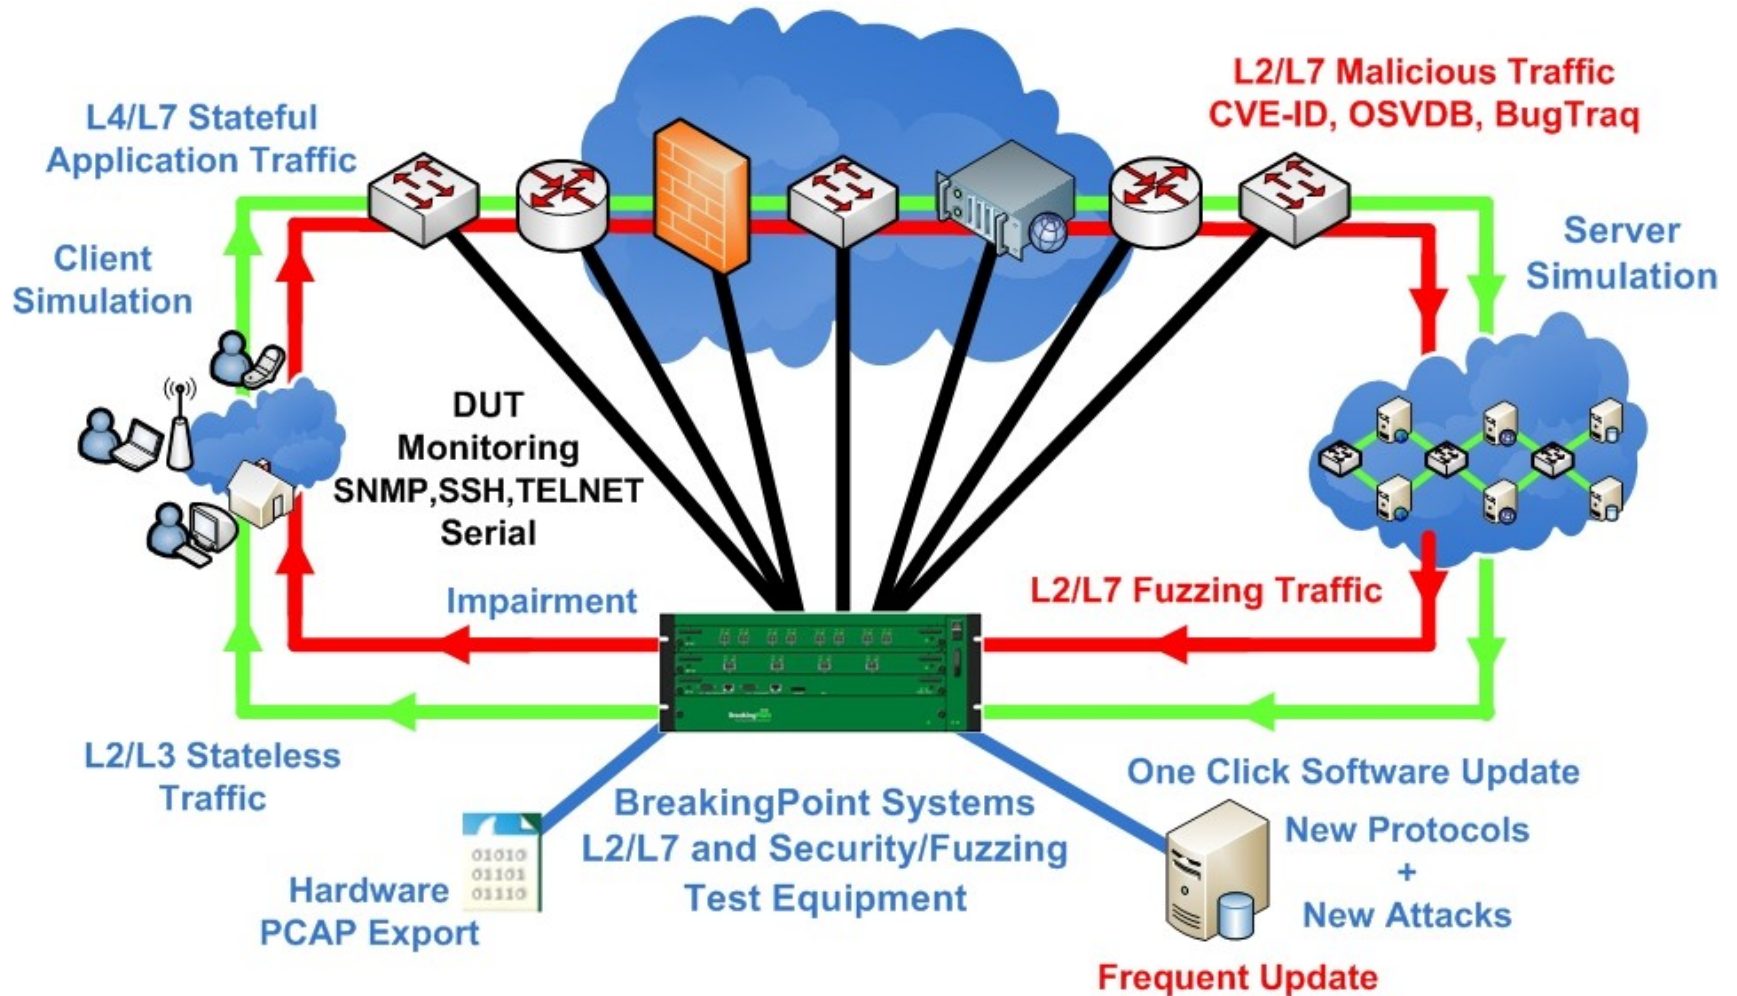 L2/L7 Malicious Traffic
CVE-ID, OSVDB, BugTraq
L4/L7 Stateful
Application Traffic
Client
Simulation
Server
Simulation
DUT
Monitoring
SNMP,SSH,TELNET
Serial
Impairment
L2/L7 Fuzzing Traffic
L2/L3 Stateless
Traffic
BreakingPoint Systems
L2/L7 and Security/Fuzzing
Test Equipment
One Click Software Update
New Protocols
+
New Attacks
Frequent Update
01010
01101
01110
Hardware
PCAP Export